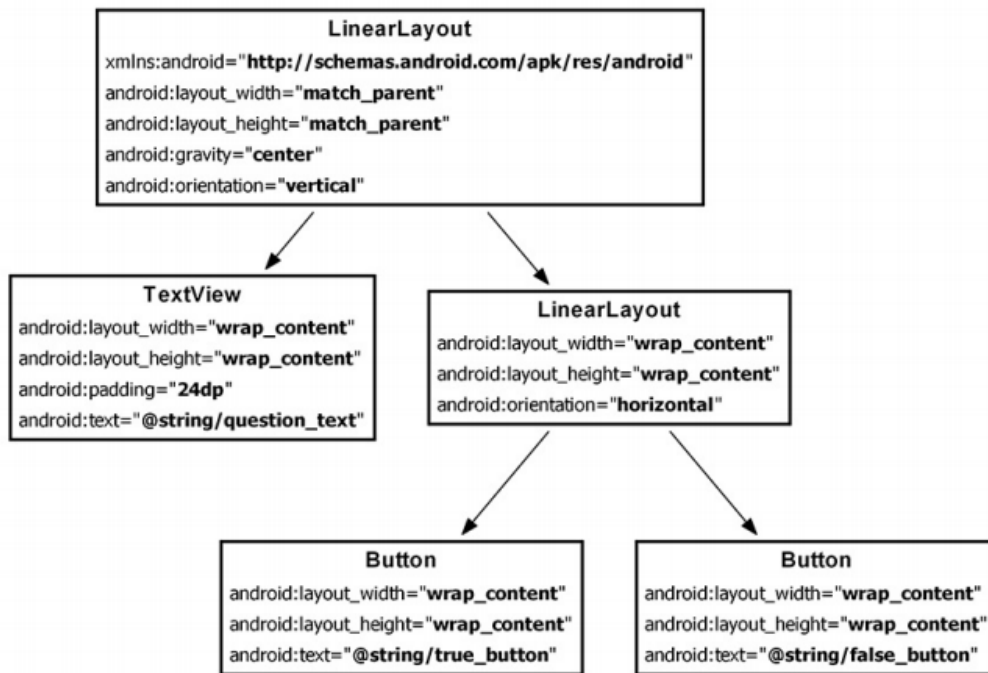 LinearLayout
xmlns:android="http://schemas.android.com/apk/res/android"
android:layout_width="match_parent"
android:layout_height="match_parent"
android:gravity="center"
android:orientation="vertical"
TextView
android:layout_width="wrap_content"
android:layout_height="wrap_content"
android:padding="24dp"
android:text="@string/question_text"
LinearLayout
android:layout_width="wrap_content"
android:layout_height="wrap_content"
android:orientation="horizontal"
Button
android:layout_width="wrap_content"
android:layout_height="wrap_content"
android:text="@string/true_button"
Button
android:layout_width="wrap_content"
android:layout_height="wrap_content"
android:text="@string/false_button"